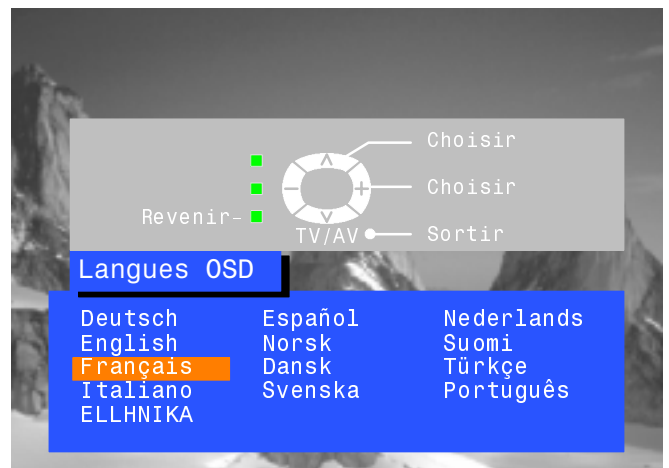 Choisir
Choisir
Revenir-
TV/AV Sortir
Langues OSD
Deutsch Español Nederlands
English Norsk Suomi
Français Dansk Türkçe
Italiano Svenska Português
ELLHNIKA